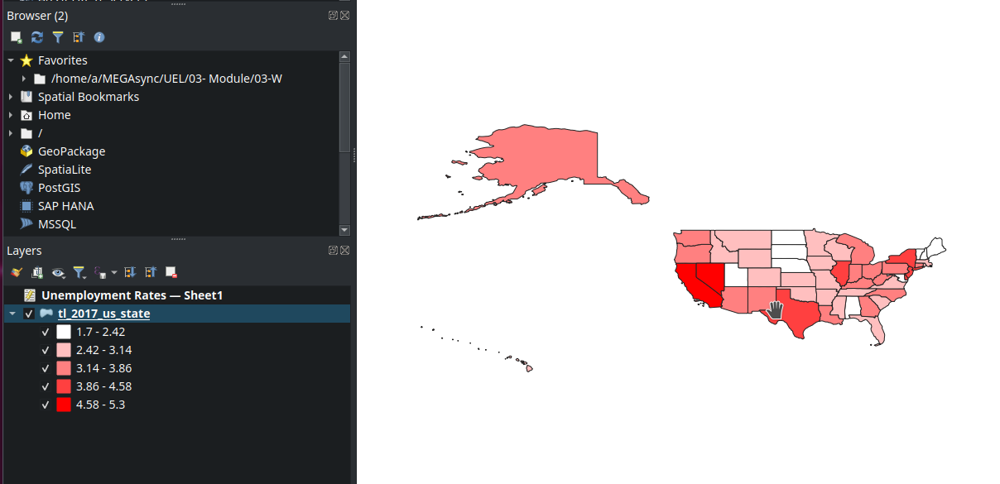 Browser (2)
Favorites
/home/a/MEGAsync/UEL/03- Module/03-W
Spatial Bookmarks
Home
/
GeoPackage
SpatiaLite
PostGIS
SAP HANA
MSSQL
Layers
Unemployment Rates — Sheet1
tl_2017_us_state
1.7 - 2.42
2.42 - 3.14
3.14 - 3.86
3.86 - 4.58
4.58 - 5.3